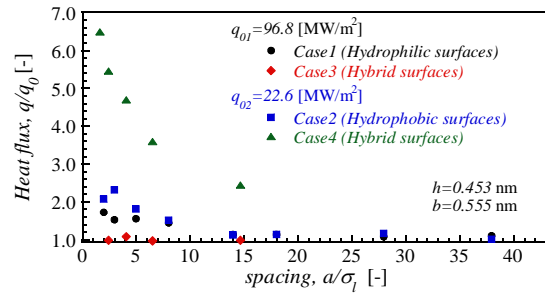 7.0
6.0
5.0
4.0
3.0
2.0
1.0
Heat flux, q/q₀ [-]
q₀₁=96.8 [MW/m²]
Case1 (Hydrophilic surfaces)
Case3 (Hybrid surfaces)
q₀₂=22.6 [MW/m²]
Case2 (Hydrophobic surfaces)
Case4 (Hybrid surfaces)
h=0.453 nm
b=0.555 nm
0 5 10 15 20 25 30 35 40
spacing, a/σₗ [-]